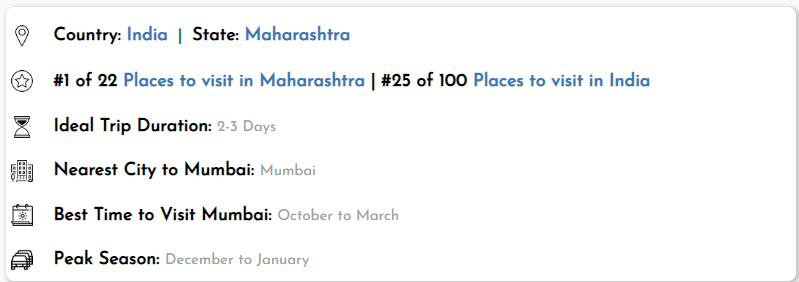 Country: India | State: Maharashtra
#1 of 22 Places to visit in Maharashtra | #25 of 100 Places to visit in India
Ideal Trip Duration: 2-3 Days
Nearest City to Mumbai: Mumbai
Best Time to Visit Mumbai: October to March
Peak Season: December to January